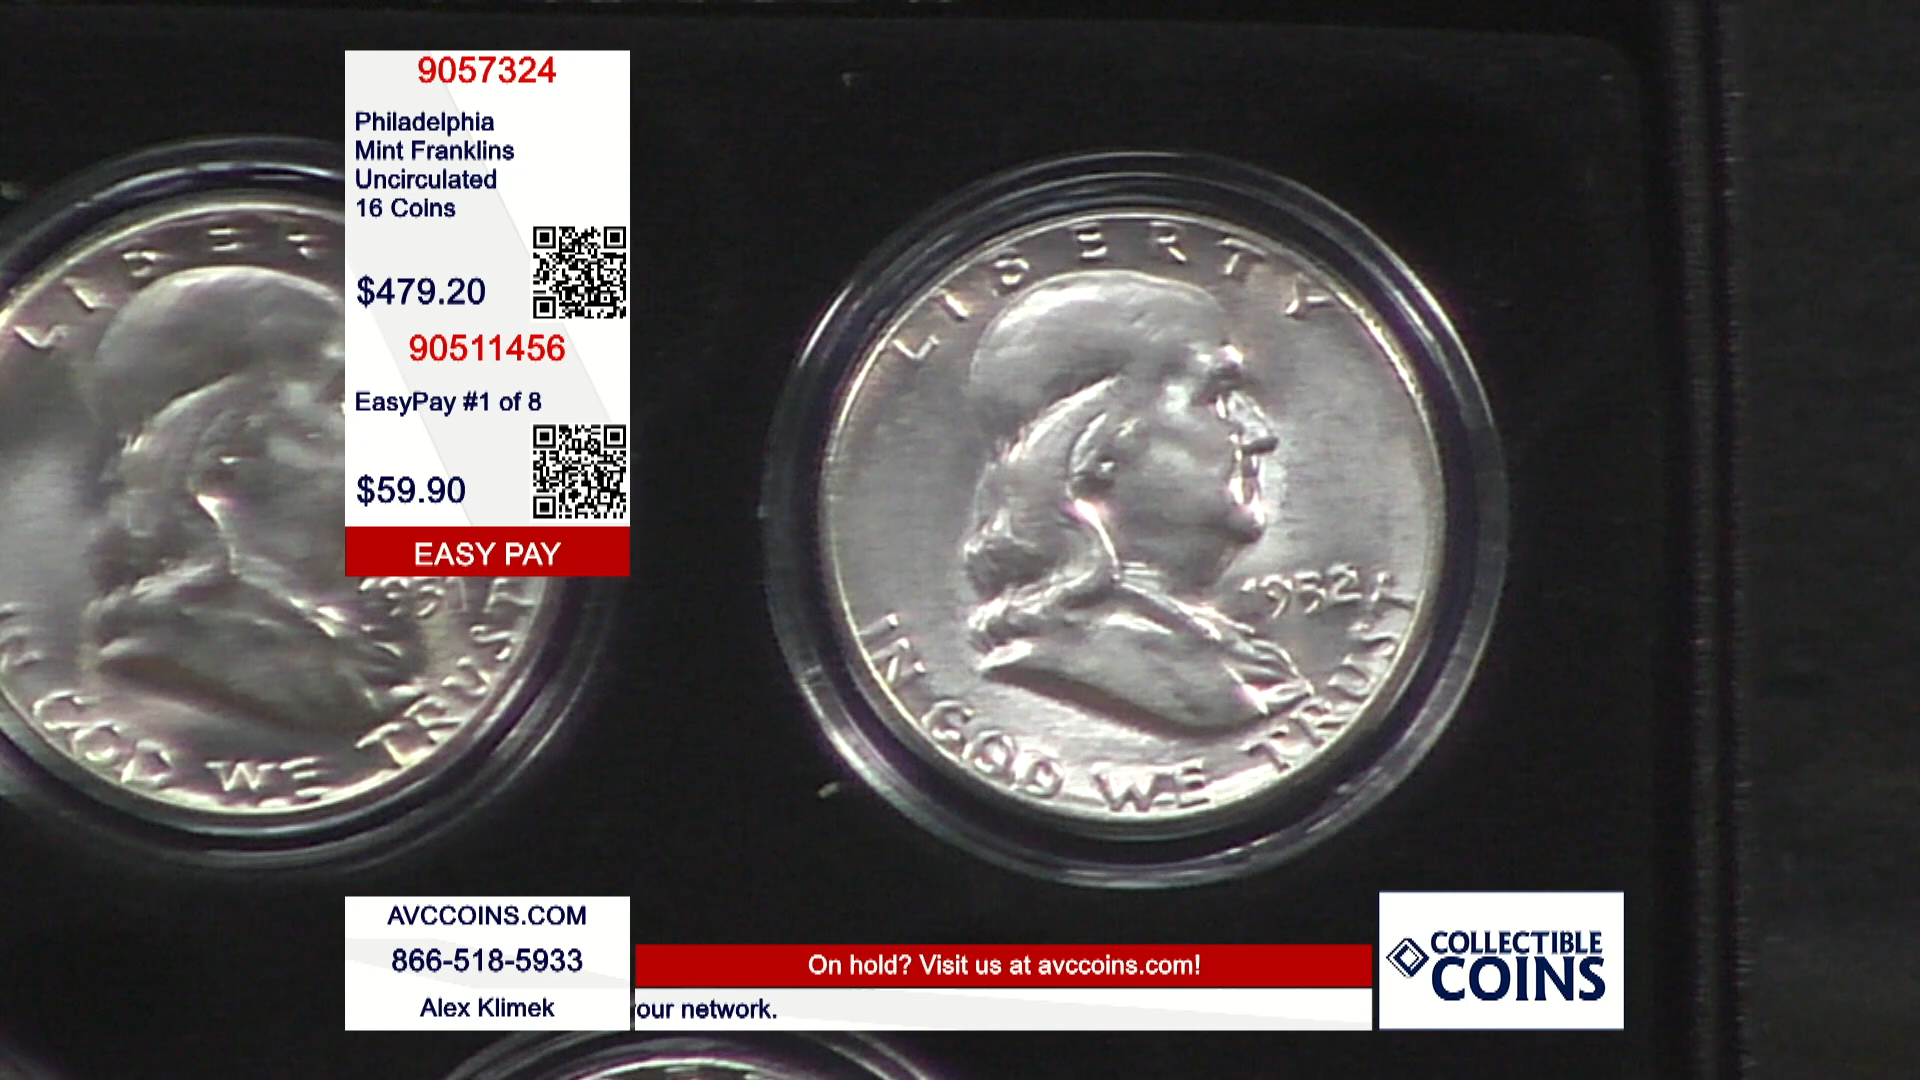 9057324
Philadelphia
Mint Franklins
Uncirculated
16 Coins
$479.20
90511456
EasyPay #1 of 8
$59.90
EASY PAY
LIBER
1951
GOD WE TRUST
LIBERTY
1952
IN GOD WE TRUST
AVCCOINS.COM
866-518-5933
Alex Klimek
On hold? Visit us at avccoins.com!
our network.
COLLECTIBLE
COINS